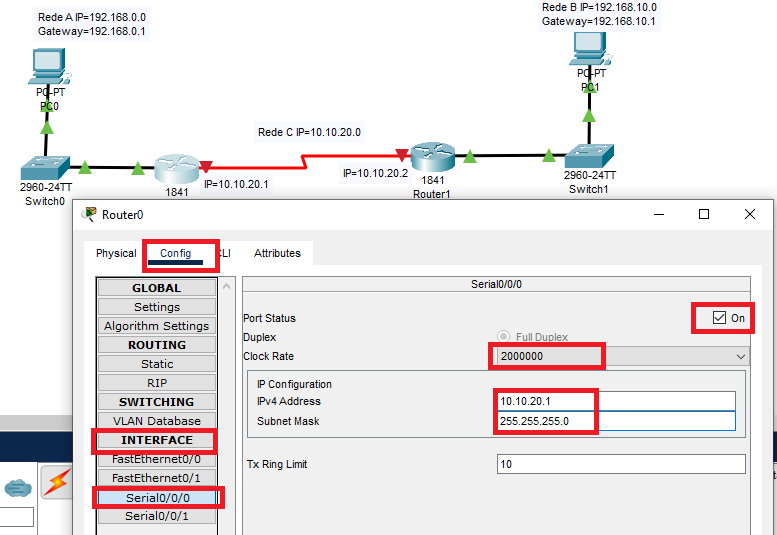 Rede A IP=192.168.0.0
Gateway=192.168.0.1
Rede B IP=192.168.10.0
Gateway=192.168.10.1
PC-PT
PC0
PC-PT
PC1
Rede C IP=10.10.20.0
2960-24TT
Switch0
1841
IP=10.10.20.1
IP=10.10.20.2
1841
Router1
2960-24TT
Switch1
Router0
Physical Config CLI Attributes
GLOBAL
Settings
Algorithm Settings
ROUTING
Static
RIP
SWITCHING
VLAN Database
INTERFACE
FastEthernet0/0
FastEthernet0/1
Serial0/0/0
Serial0/0/1
Serial0/0/0
Port Status On
Duplex Full Duplex
Clock Rate 2000000
IP Configuration
IPv4 Address 10.10.20.1
Subnet Mask 255.255.255.0
Tx Ring Limit 10